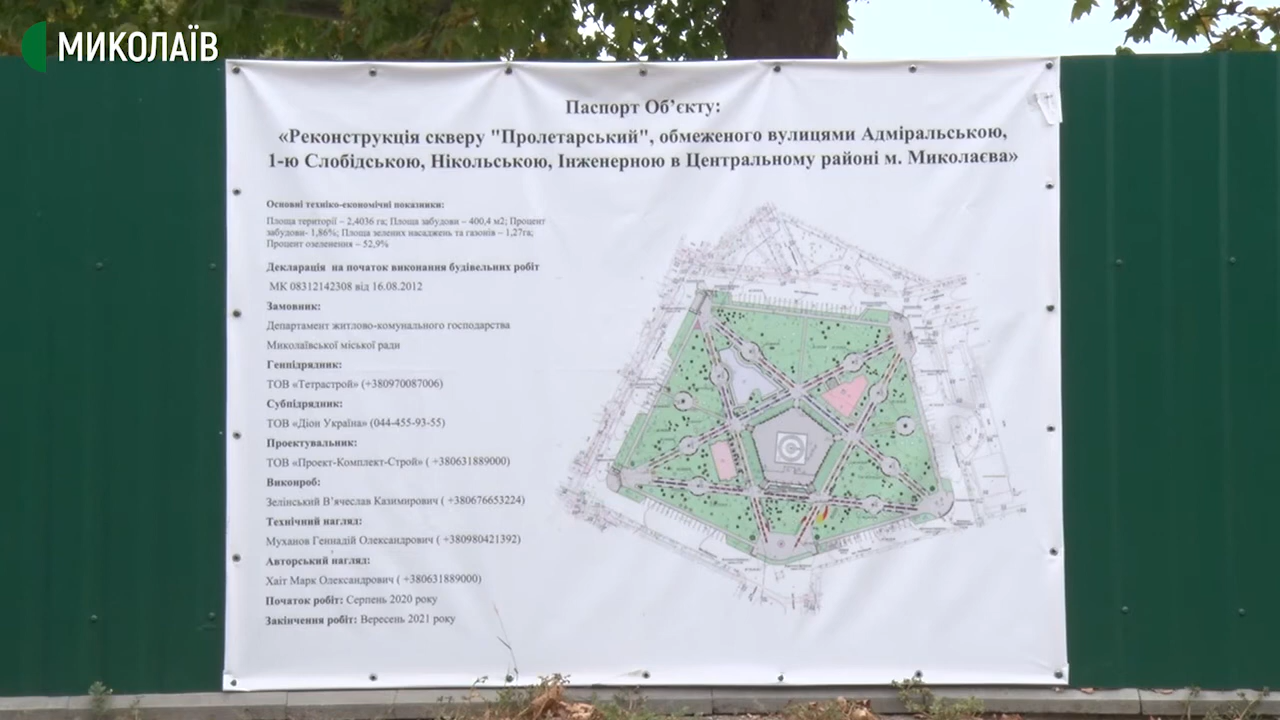 МИКОЛАЇВ
Паспорт Об’єкту:
«Реконструкція скверу "Пролетарський", обмеженого вулицями Адміральською,
1-ю Слобідською, Нікольською, Інженерною в Центральному районі м. Миколаєва»
Основні техніко-економічні показники:
Площа території – 2,4036 га; Площа забудови – 400,4 м2; Процент
забудови- 1,86%; Площа зелених насаджень та газонів – 1,27га;
Процент озеленення – 52,9%
Декларація на початок виконання будівельних робіт
МК 08312142308 від 16.08.2012
Замовник:
Департамент житлово-комунального господарства
Миколаївської міської ради
Генпідрядник:
ТОВ «Тетрастрой» (+380970087006)
Субпідрядник:
ТОВ «Діон Україна» (044-455-93-55)
Проектувальник:
ТОВ «Проект-Комплект-Строй» ( +380631889000)
Виконроб:
Зелінський В’ячеслав Казимирович ( +380676653224)
Технічний нагляд:
Муханов Геннадій Олександрович ( +380980421392)
Авторський нагляд:
Хаіт Марк Олександрович ( +380631889000)
Початок робіт: Серпень 2020 року
Закінчення робіт: Вересень 2021 року